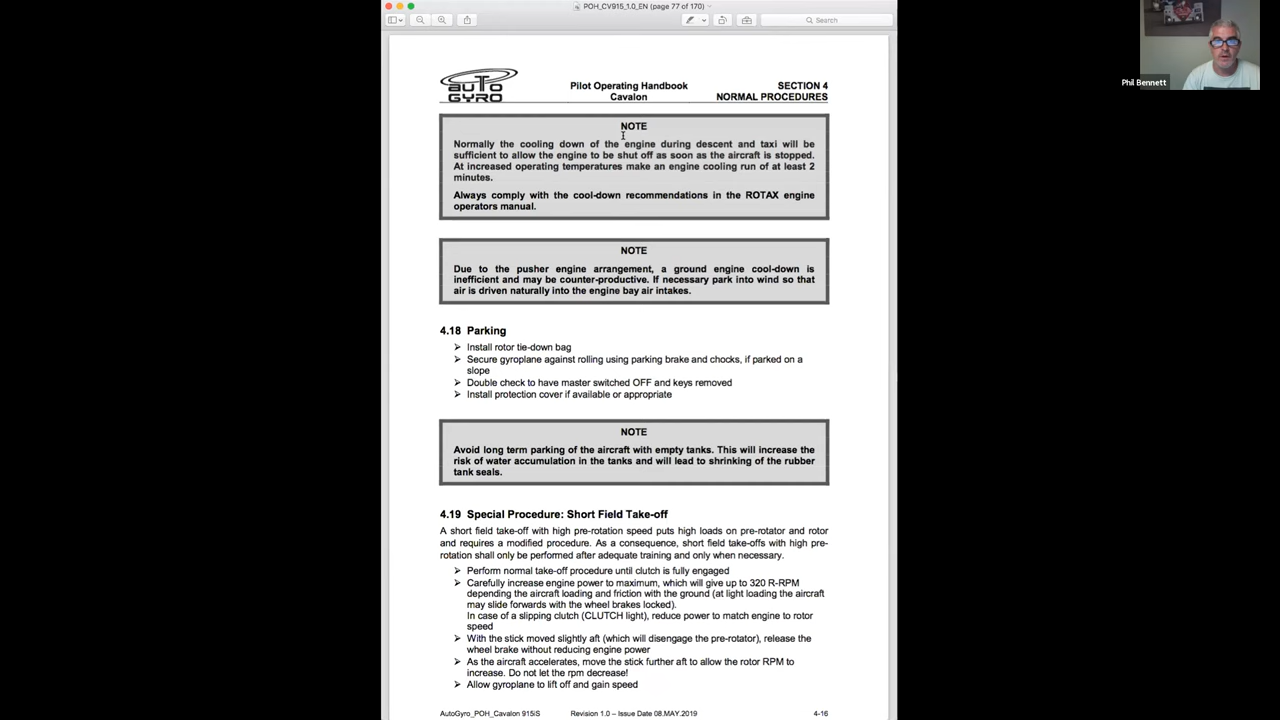 POH_CV915_1.0_EN (page 77 of 170)
Search
Phil Bennett
AUTO
GYRO
Pilot Operating Handbook
Cavalon
SECTION 4
NORMAL PROCEDURES
NOTE
Normally the cooling down of the engine during descent and taxi will be
sufficient to allow the engine to be shut off as soon as the aircraft is stopped.
At increased operating temperatures make an engine cooling run of at least 2
minutes.
Always comply with the cool-down recommendations in the ROTAX engine
operators manual.
NOTE
Due to the pusher engine arrangement, a ground engine cool-down is
inefficient and may be counter-productive. If necessary park into wind so that
air is driven naturally into the engine bay air intakes.
4.18 Parking
➢ Install rotor tie-down bag
➢ Secure gyroplane against rolling using parking brake and chocks, if parked on a
slope
➢ Double check to have master switched OFF and keys removed
➢ Install protection cover if available or appropriate
NOTE
Avoid long term parking of the aircraft with empty tanks. This will increase the
risk of water accumulation in the tanks and will lead to shrinking of the rubber
tank seals.
4.19 Special Procedure: Short Field Take-off
A short field take-off with high pre-rotation speed puts high loads on pre-rotator and rotor
and requires a modified procedure. As a consequence, short field take-offs with high pre-
rotation shall only be performed after adequate training and only when necessary.
➢ Perform normal take-off procedure until clutch is fully engaged
➢ Carefully increase engine power to maximum, which will give up to 320 R-RPM
depending the aircraft loading and friction with the ground (at light loading the aircraft
may slide forwards with the wheel brakes locked).
In case of a slipping clutch (CLUTCH light), reduce power to match engine to rotor
speed
➢ With the stick moved slightly aft (which will disengage the pre-rotator), release the
wheel brake without reducing engine power
➢ As the aircraft accelerates, move the stick further aft to allow the rotor RPM to
increase. Do not let the rpm decrease!
➢ Allow gyroplane to lift off and gain speed
AutoGyro_POH_Cavalon 915iS
Revision 1.0 – Issue Date 08.MAY.2019
4-16